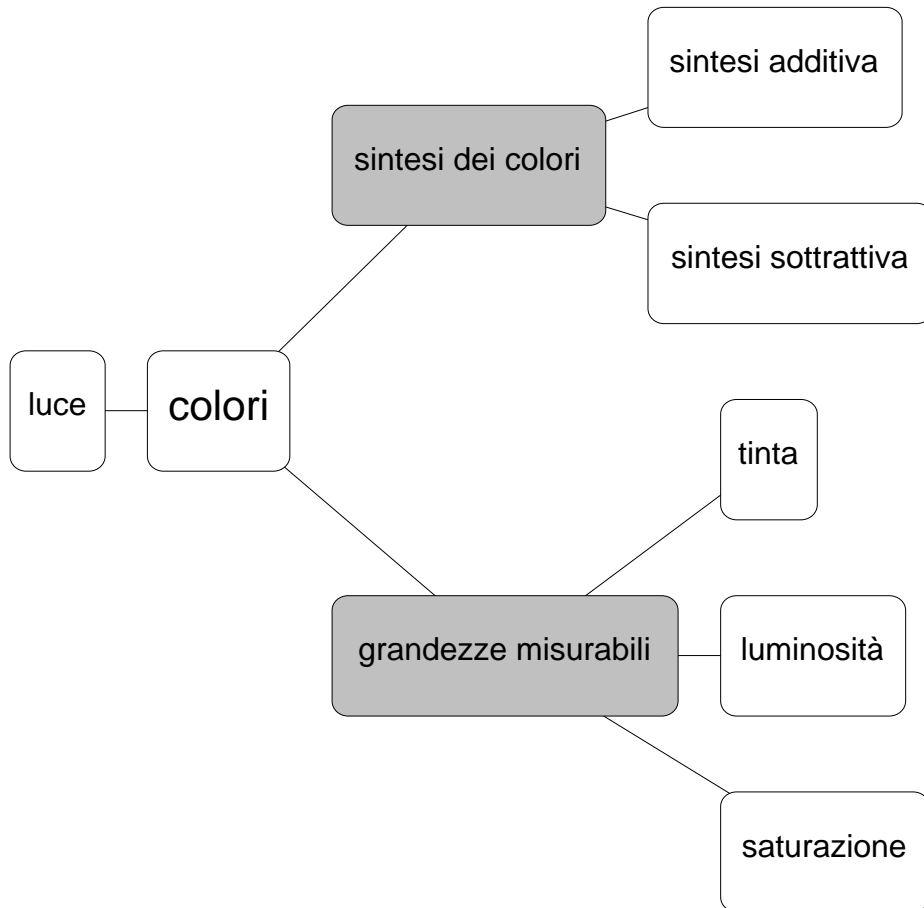 sintesi additiva
sintesi dei colori
sintesi sottrattiva
luce
colori
tinta
grandezze misurabili
luminosità
saturazione